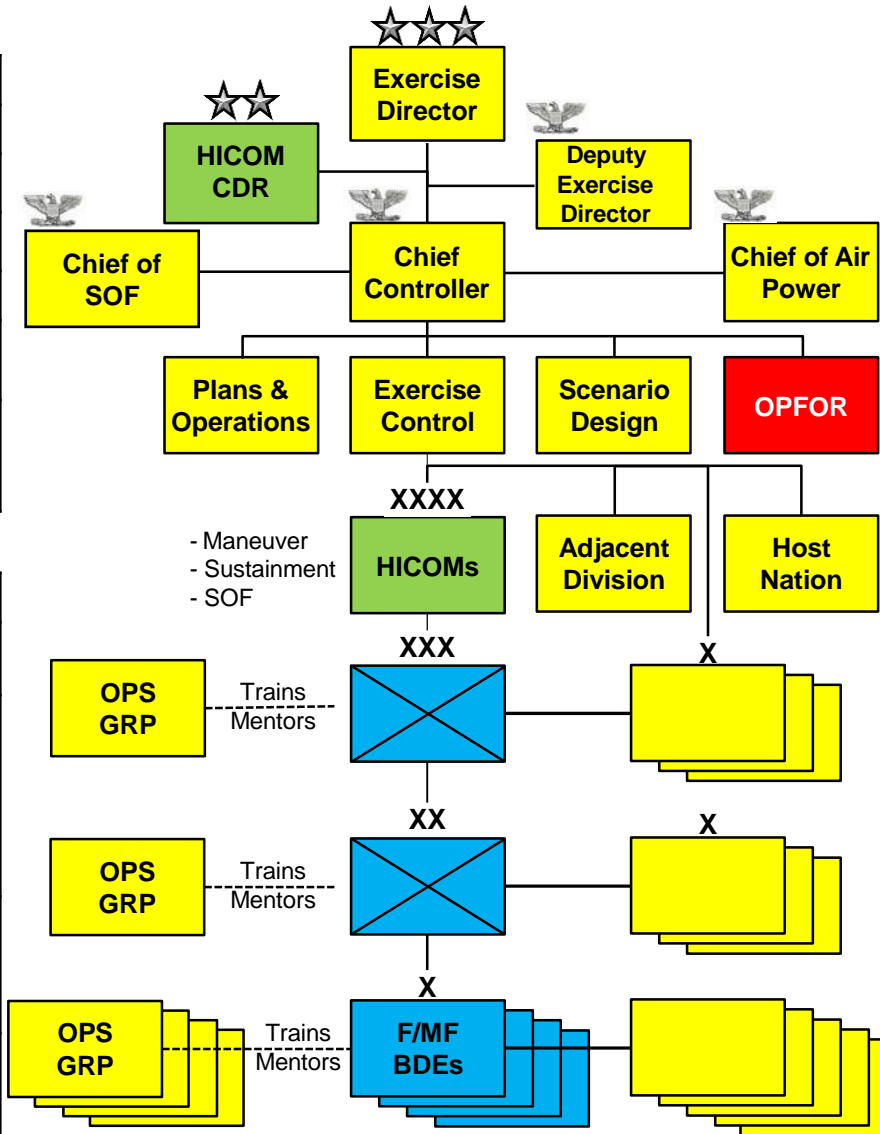 Exercise
Director
HICOM
CDR
Deputy
Exercise
Director
Chief of
SOF
Chief
Controller
Chief of Air
Power
Plans &
Operations
Exercise
Control
Scenario
Design
OPFOR
XXXX
- Maneuver
- Sustainment
- SOF
HICOMs
Adjacent
Division
Host
Nation
XXX
X
OPS
GRP
Trains
Mentors
XX
X
OPS
GRP
Trains
Mentors
X
OPS
GRP
Trains
Mentors
F/MF
BDEs